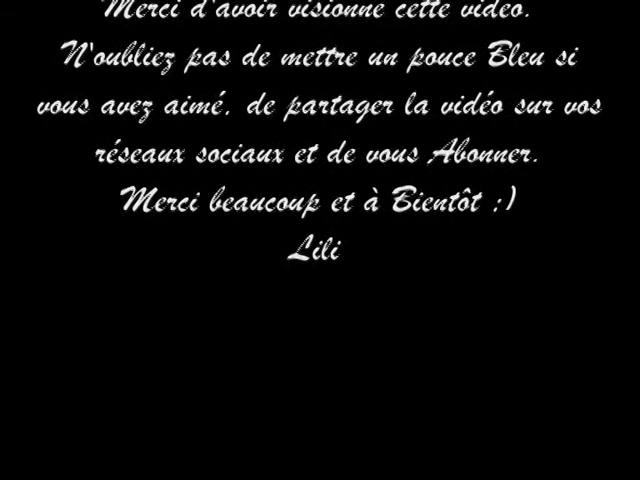 Merci d'avoir visionné cette vidéo.
N'oubliez pas de mettre un pouce Bleu si
vous avez aimé, de partager la vidéo sur vos
réseaux sociaux et de vous Abonner.
Merci beaucoup et à Bientôt ;)
Lili